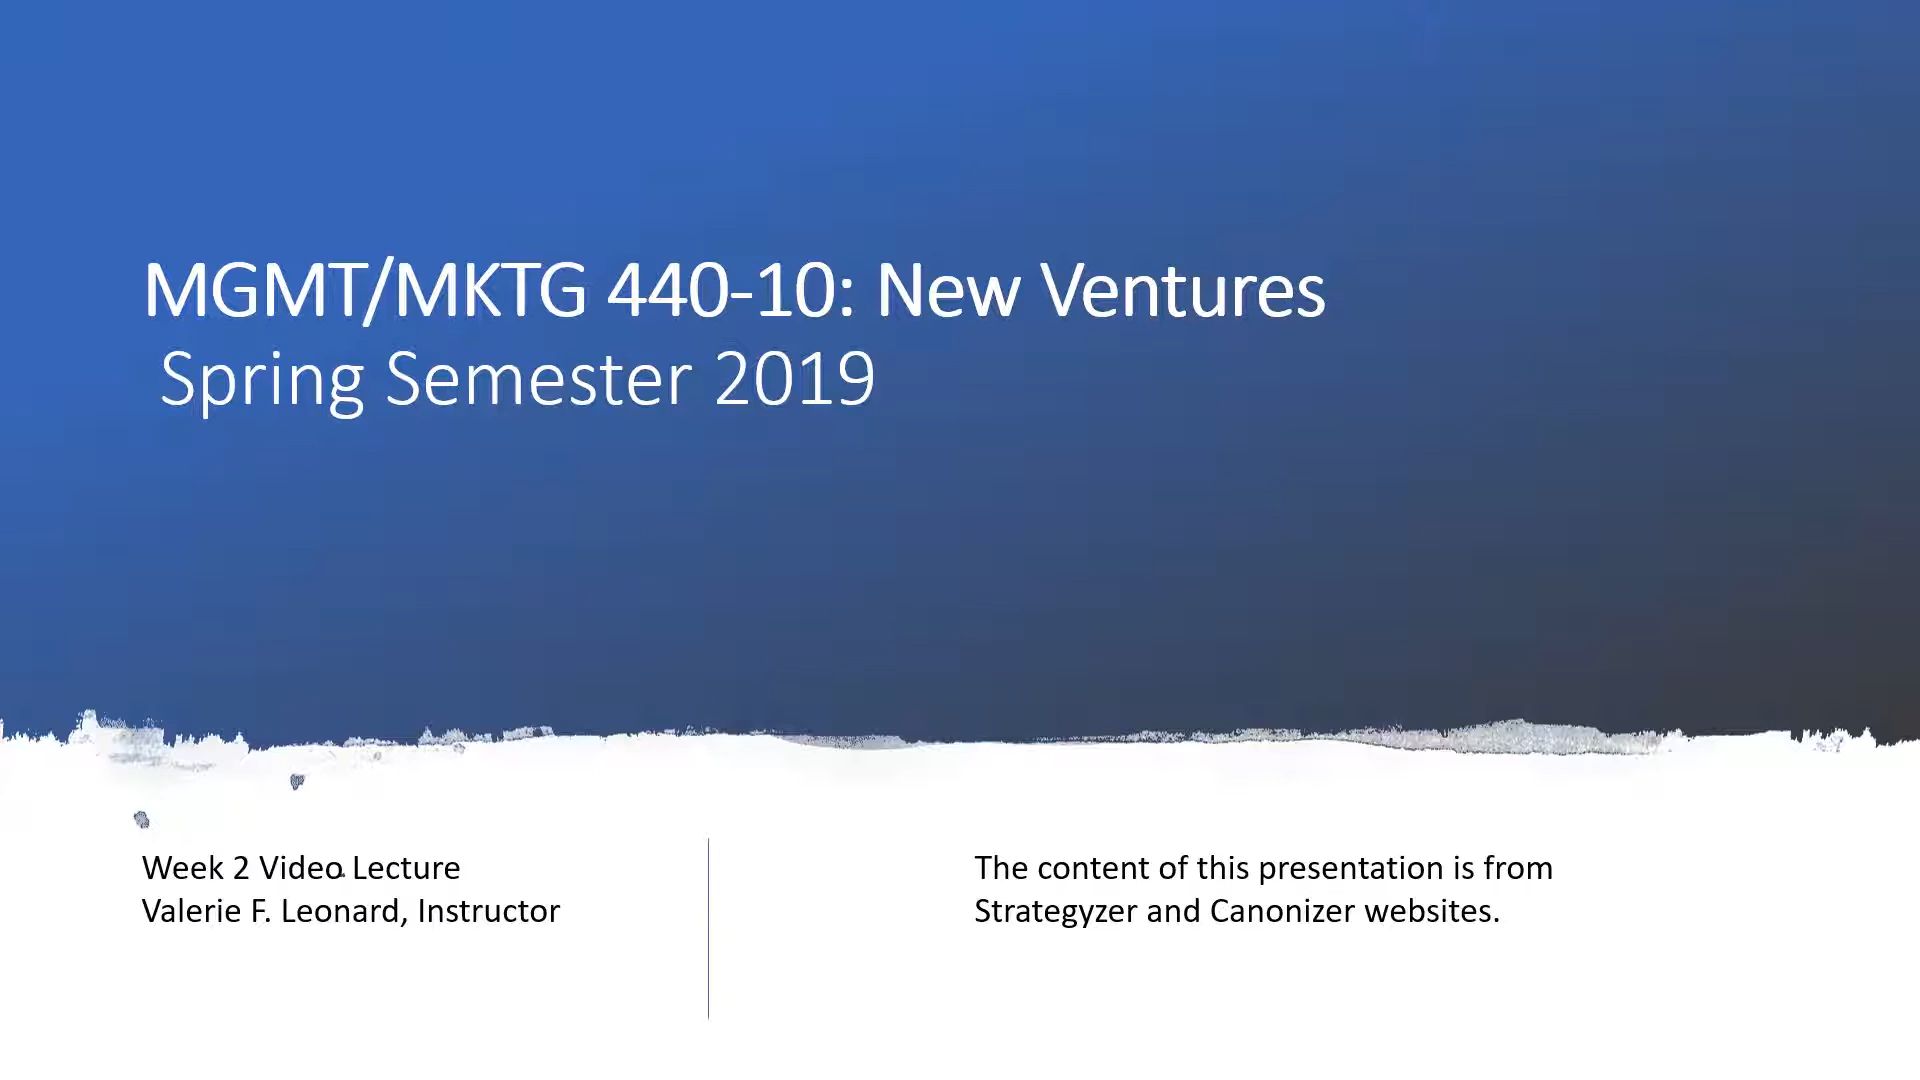 MGMT/MKTG 440-10: New Ventures
Spring Semester 2019
Week 2 Video Lecture
Valerie F. Leonard, Instructor
The content of this presentation is from
Strategyzer and Canonizer websites.